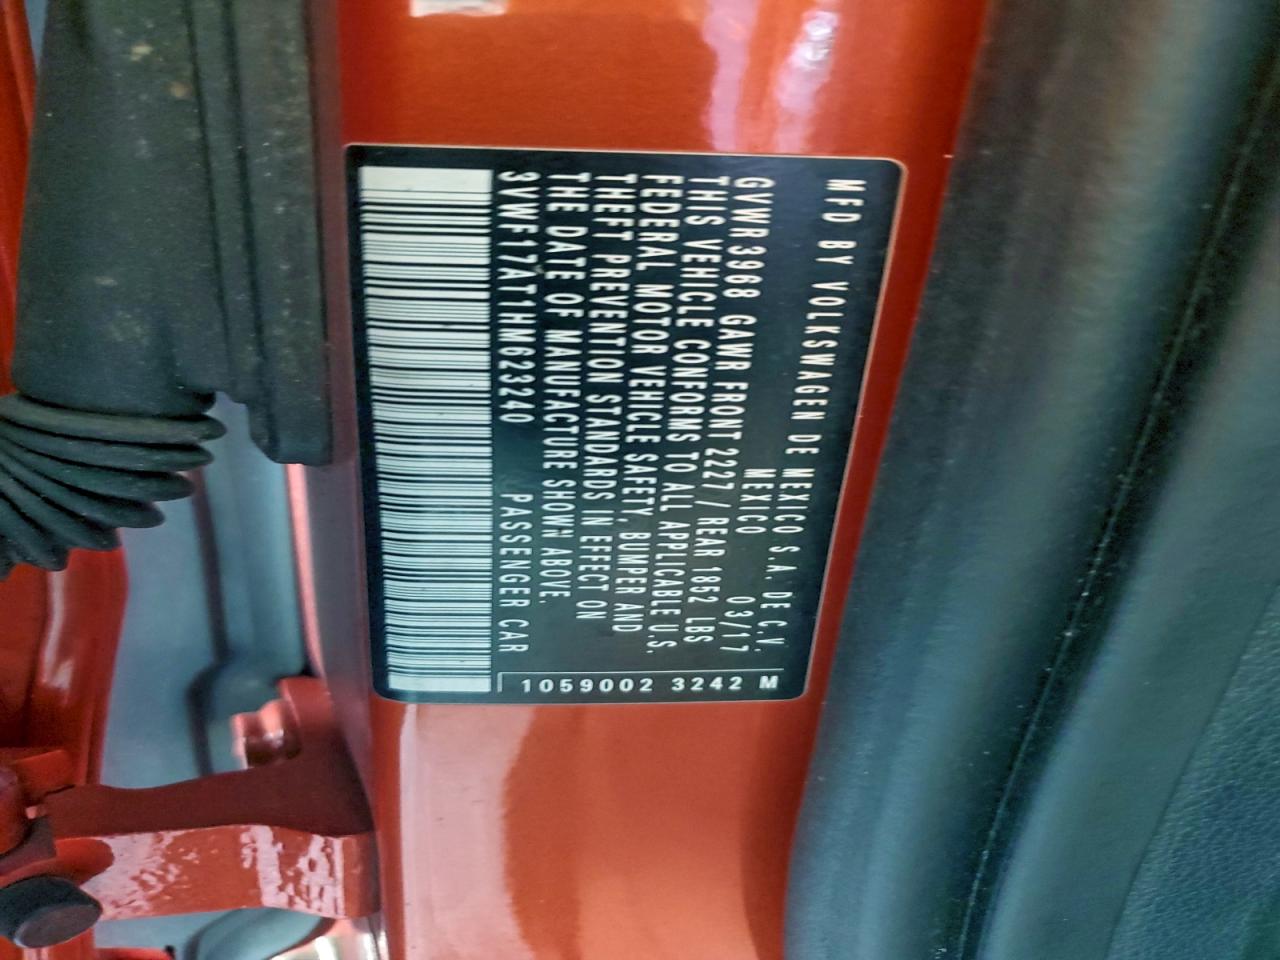 MFD BY VOLKSWAGEN DE MEXICO S.A. DE C.V.
MEXICO 03/17
GVWR 3968 GAWR FRONT 2227// REAR 1852 LBS
THIS VEHICLE CONFORMS TO ALL APPLICABLE U.S.
FEDERAL MOTOR VEHICLE SAFETY, BUMPER AND
THEFT PREVENTION STANDARDS IN EFFECT ON
THE DATE OF MANUFACTURE SHOWN ABOVE.
3VWF17AT1HM623240 PASSENGER CAR
1059002 3242 M